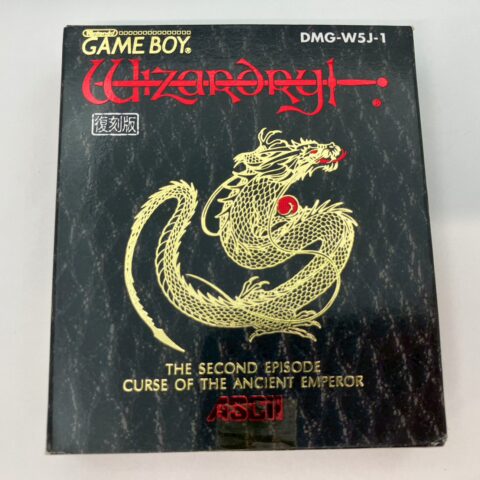 Nintendo
GAME BOY®
DMG-W5J-1
Wizardry®
復刻版
THE SECOND EPISODE
CURSE OF THE ANCIENT EMPEROR
ASCII